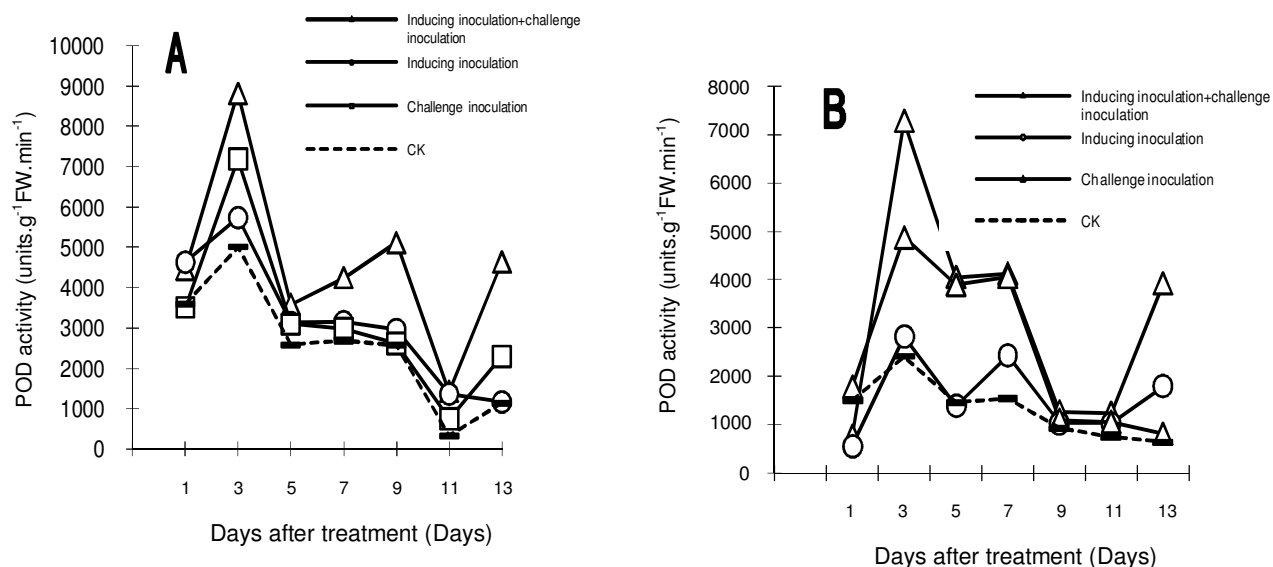 A
Inducing inoculation+challenge
inoculation
Inducing inoculation
Challenge inoculation
CK
10000
9000
8000
7000
6000
5000
4000
3000
2000
1000
0
POD activity (units.g⁻¹FW.min⁻¹)
1 3 5 7 9 11 13
Days after treatment (Days)
B
Inducing inoculation+challenge
inoculation
Inducing inoculation
Challenge inoculation
CK
8000
7000
6000
5000
4000
3000
2000
1000
0
POD activity (units.g⁻¹FW.min⁻¹)
1 3 5 7 9 11 13
Days after treatment (Days)